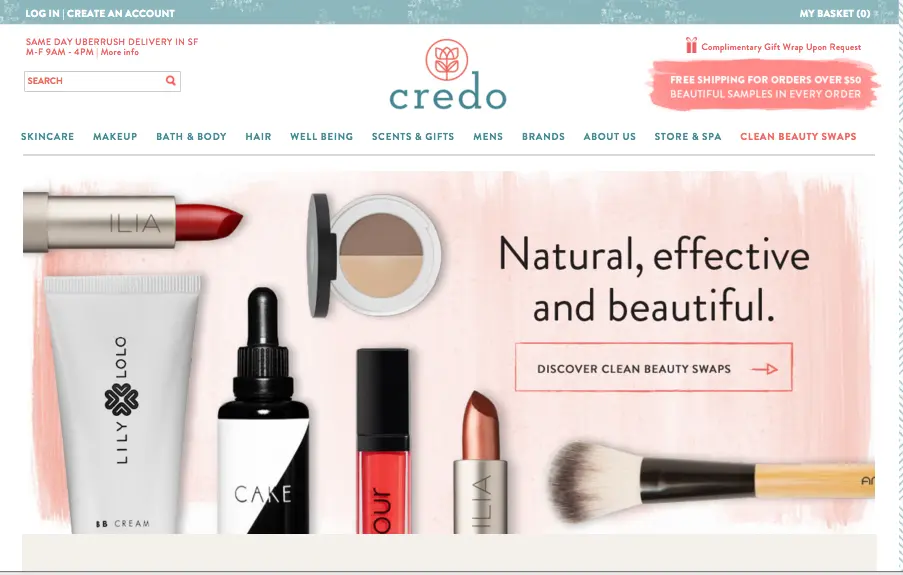 LOG IN | CREATE AN ACCOUNT
MY BASKET (0)
SAME DAY UBERRUSH DELIVERY IN SF
M-F 9AM - 4PM | More info
SEARCH
credo
Complimentary Gift Wrap Upon Request
FREE SHIPPING FOR ORDERS OVER $50
BEAUTIFUL SAMPLES IN EVERY ORDER
SKINCARE MAKEUP BATH & BODY HAIR WELL BEING SCENTS & GIFTS MENS BRANDS ABOUT US STORE & SPA CLEAN BEAUTY SWAPS
ILIA
Natural, effective
and beautiful.
DISCOVER CLEAN BEAUTY SWAPS
LILY LOLO
BB CREAM
CAKE
our
ILIA